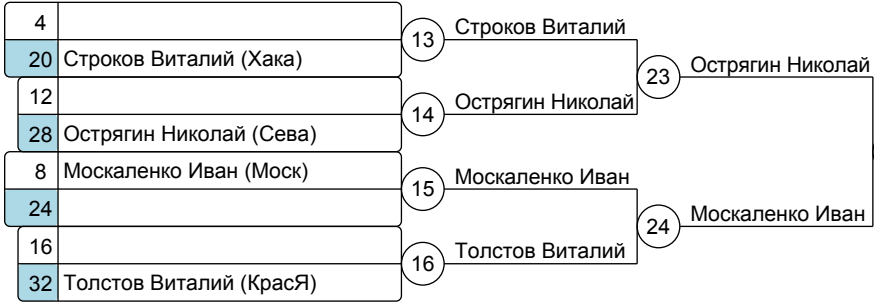 4
20 Строков Виталий (Хака)
12
28 Острягин Николай (Сева)
8 Москаленко Иван (Моск)
24
16
32 Толстов Виталий (КрасЯ)
13 Строков Виталий
14 Острягин Николай
15 Москаленко Иван
16 Толстов Виталий
23 Острягин Николай
24 Москаленко Иван